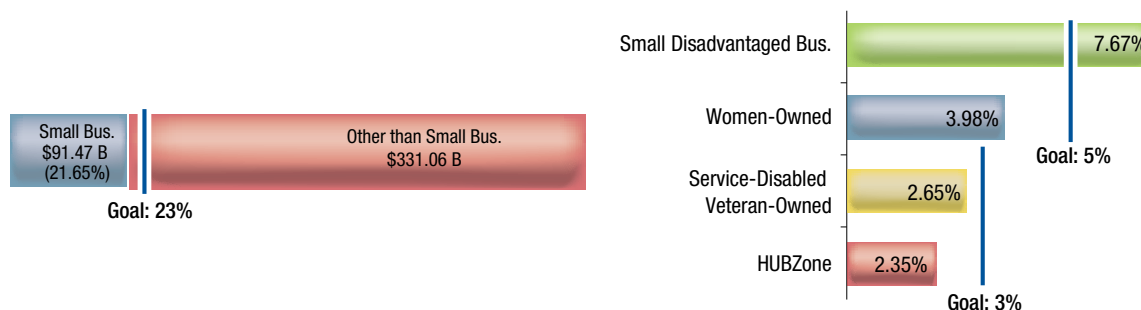 Small Bus.
$91.47 B
(21.65%)
Other than Small Bus.
$331.06 B
Goal: 23%
Small Disadvantaged Bus.
7.67%
Women-Owned
3.98%
Goal: 5%
Service-Disabled
Veteran-Owned
2.65%
HUBZone
2.35%
Goal: 3%